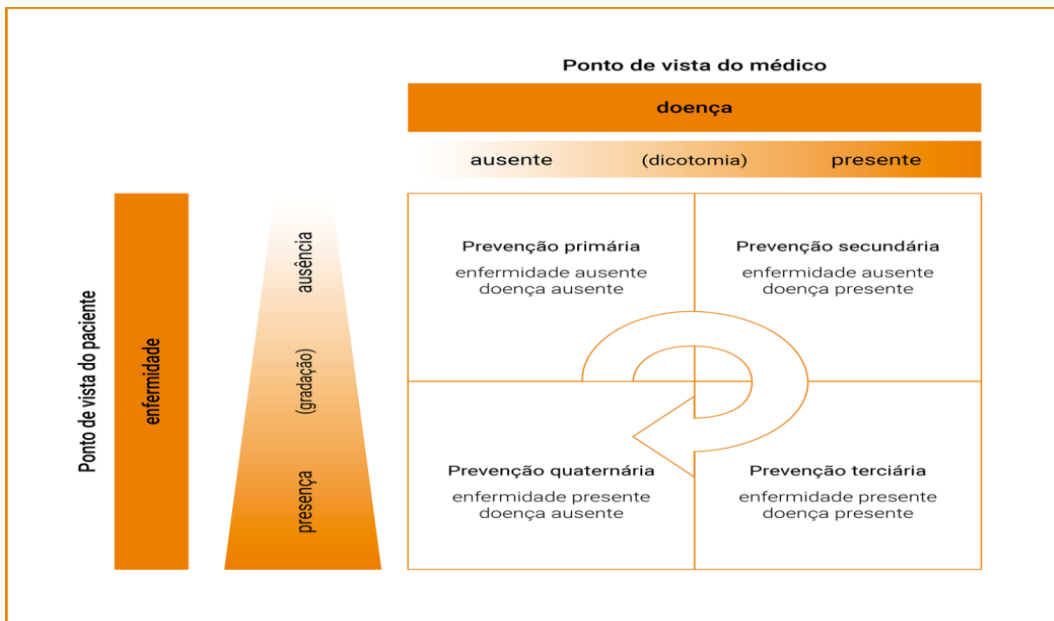 Ponto de vista do médico
doença
ausente (dicotomia) presente
Ponto de vista do paciente
enfermidade
ausência
(gradação)
presença
Prevenção primária
enfermidade ausente
doença ausente
Prevenção secundária
enfermidade ausente
doença presente
Prevenção quaternária
enfermidade presente
doença ausente
Prevenção terciária
enfermidade presente
doença presente